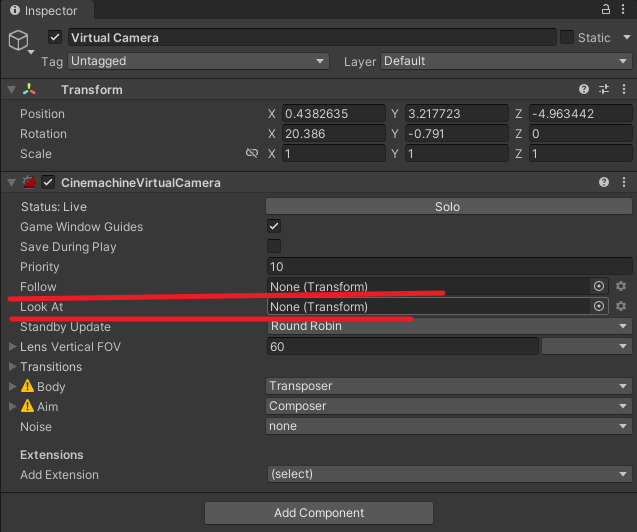 Inspector
Virtual Camera Static
Tag Untagged Layer Default
Transform
Position X 0.4382635 Y 3.217723 Z -4.963442
Rotation X 20.386 Y -0.791 Z 0
Scale X 1 Y 1 Z 1
CinemachineVirtualCamera
Status: Live Solo
Game Window Guides
Save During Play
Priority 10
Follow None (Transform)
Look At None (Transform)
Standby Update Round Robin
Lens Vertical FOV 60
Transitions
Body Transposer
Aim Composer
Noise none
Extensions
Add Extension (select)
Add Component